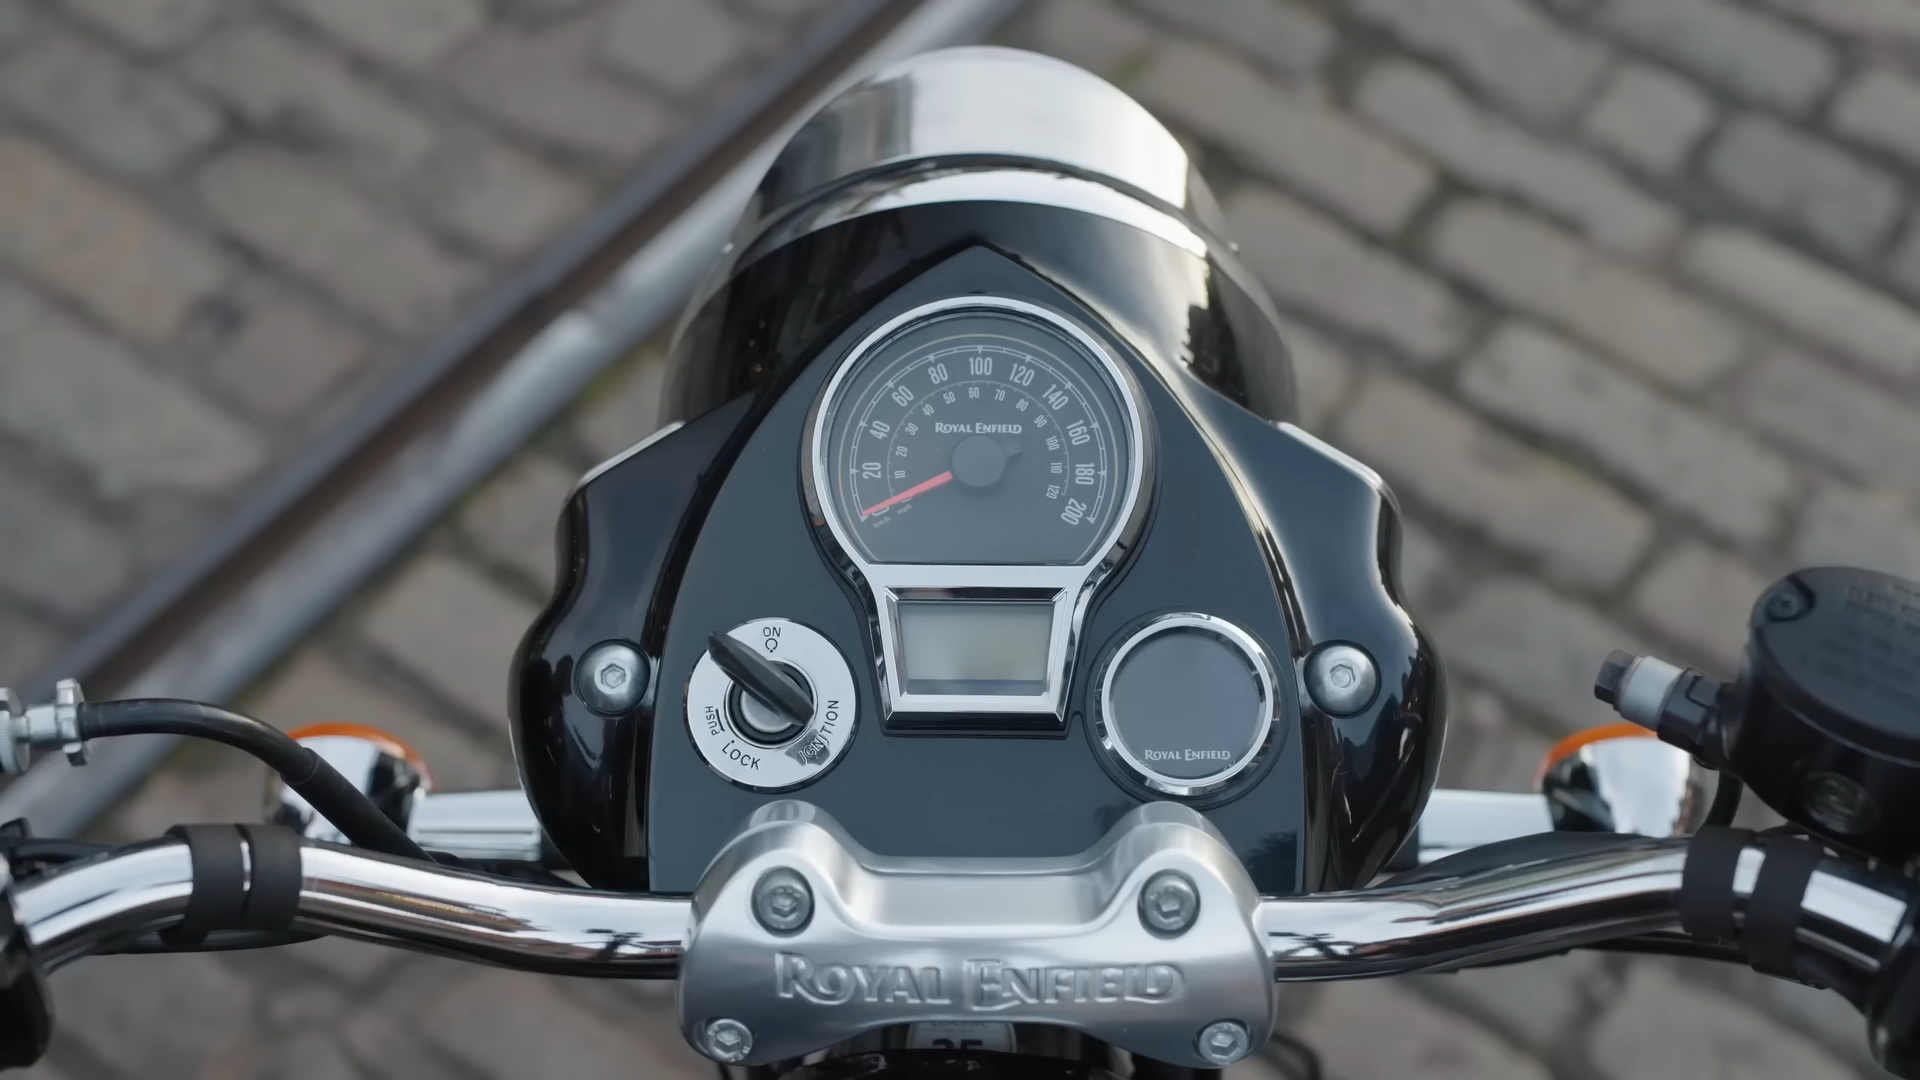 80 100 120
60 140
40 160
20 180
0 200
50 60 70
40 80
30 90
20 100
10 110
120
ROYAL ENFIELD
km/h mph
ON
PUSH
LOCK
IGNITION
ROYAL ENFIELD
ROYAL ENFIELD